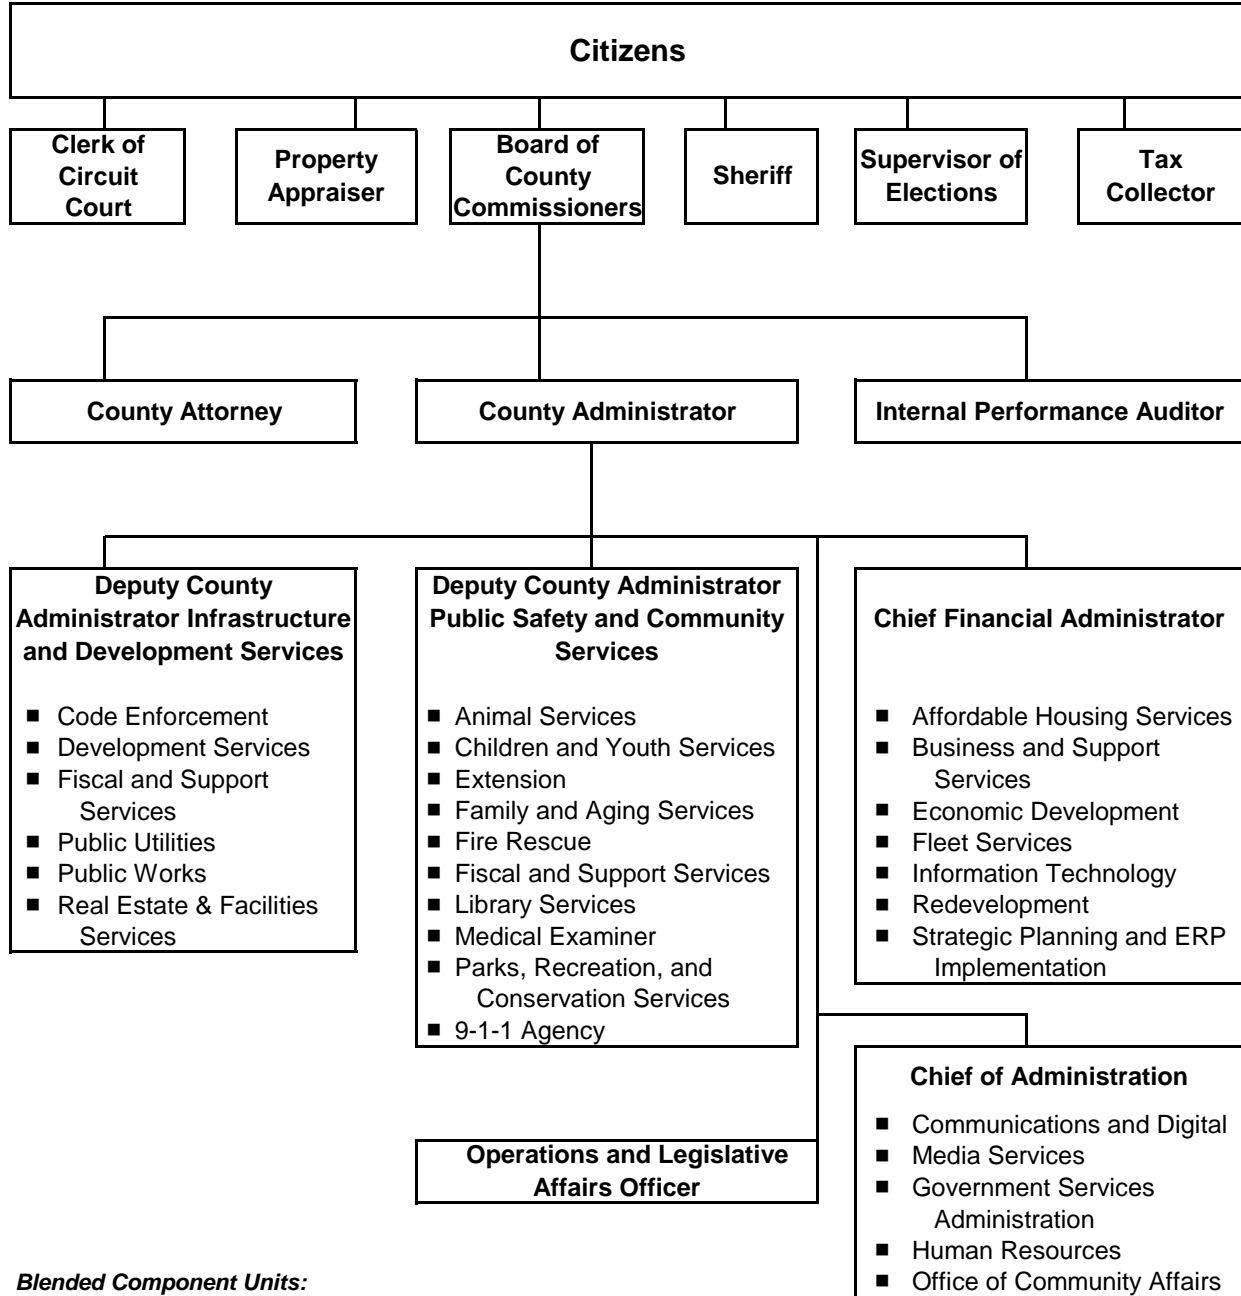 Citizens
Clerk of
Circuit
Court
Property
Appraiser
Board of
County
Commissioners
Sheriff
Supervisor of
Elections
Tax
Collector
County Attorney
County Administrator
Internal Performance Auditor
Deputy County
Administrator Infrastructure
and Development Services
■ Code Enforcement
■ Development Services
■ Fiscal and Support
Services
■ Public Utilities
■ Public Works
■ Real Estate & Facilities
Services
Deputy County Administrator
Public Safety and Community
Services
■ Animal Services
■ Children and Youth Services
■ Extension
■ Family and Aging Services
■ Fire Rescue
■ Fiscal and Support Services
■ Library Services
■ Medical Examiner
■ Parks, Recreation, and
Conservation Services
■ 9-1-1 Agency
Chief Financial Administrator
■ Affordable Housing Services
■ Business and Support
Services
■ Economic Development
■ Fleet Services
■ Information Technology
■ Redevelopment
■ Strategic Planning and ERP
Implementation
Operations and Legislative
Affairs Officer
Chief of Administration
■ Communications and Digital
■ Media Services
■ Government Services
Administration
■ Human Resources
■ Office of Community Affairs
Blended Component Units: